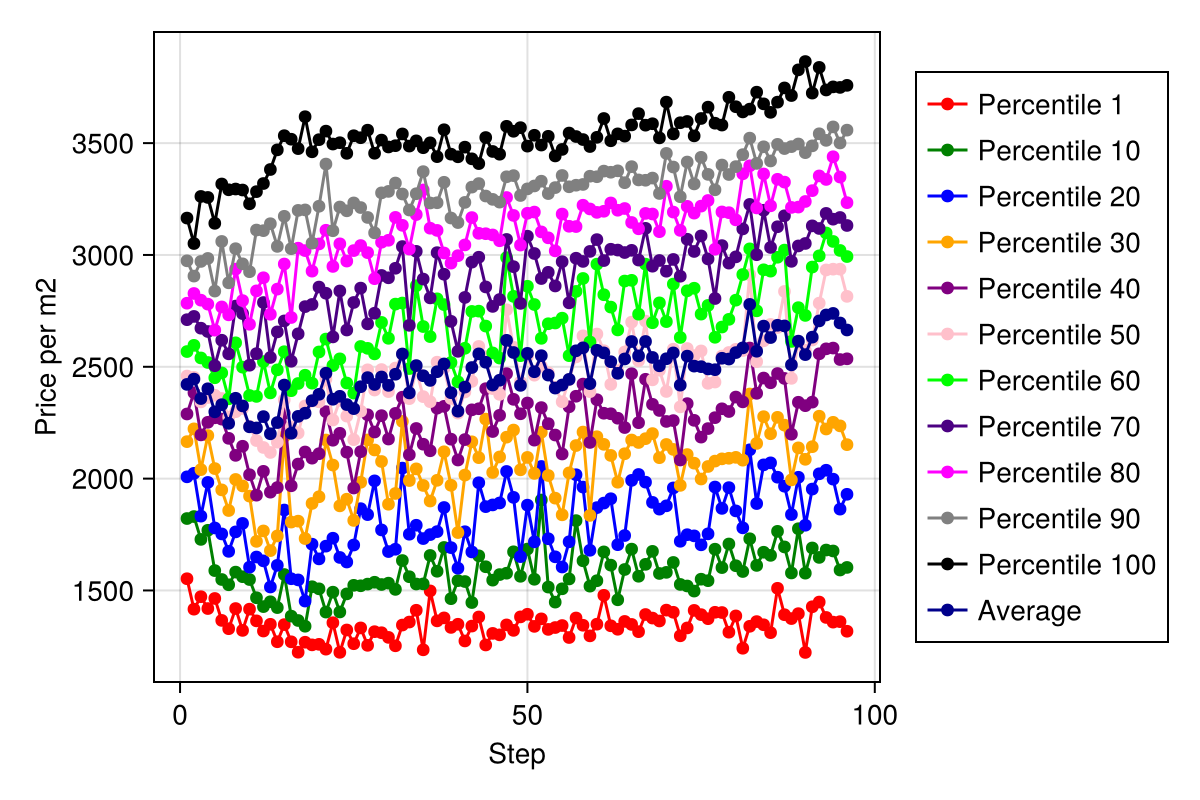 3500
3000
2500
2000
1500
Price per m2
0
50
100
Step
Percentile 1
Percentile 10
Percentile 20
Percentile 30
Percentile 40
Percentile 50
Percentile 60
Percentile 70
Percentile 80
Percentile 90
Percentile 100
Average